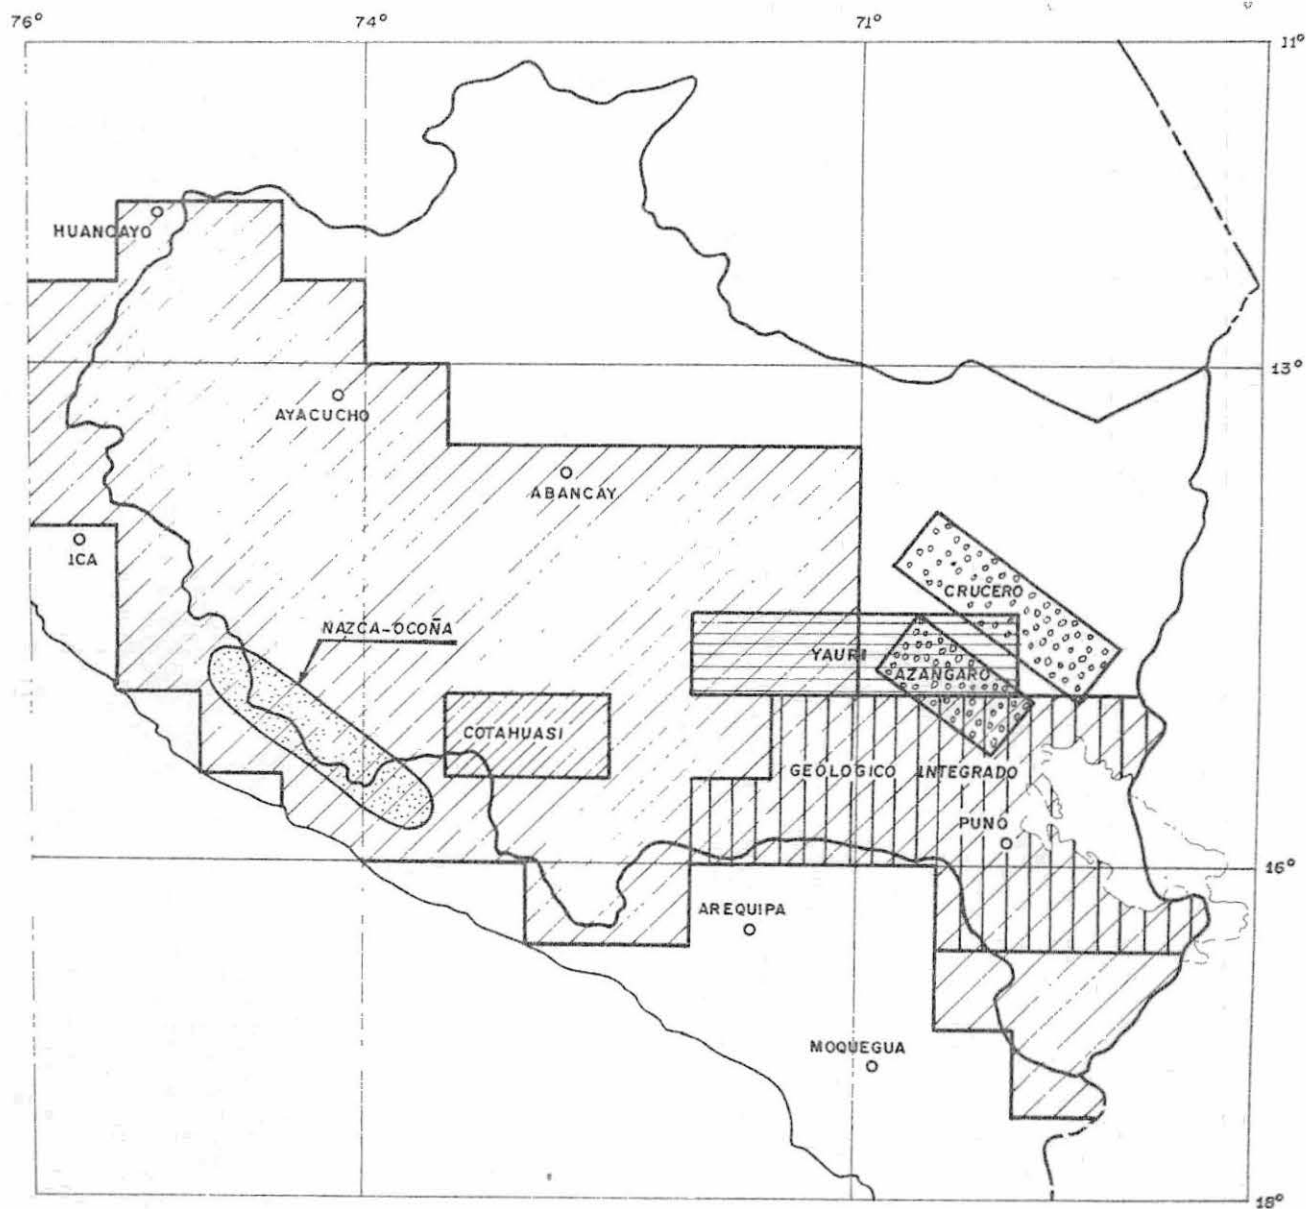 76°
74°
71°
11°
HUANCAYO
13°
AYACUCHO
ABANCAY
ICA
CRUCERO
NAZCA-OCOÑA
YAURI
AZANGARO
COTAHUASI
GEOLOGICO INTEGRADO
PUNO
16°
AREQUIPA
MOQUEGUA
18°